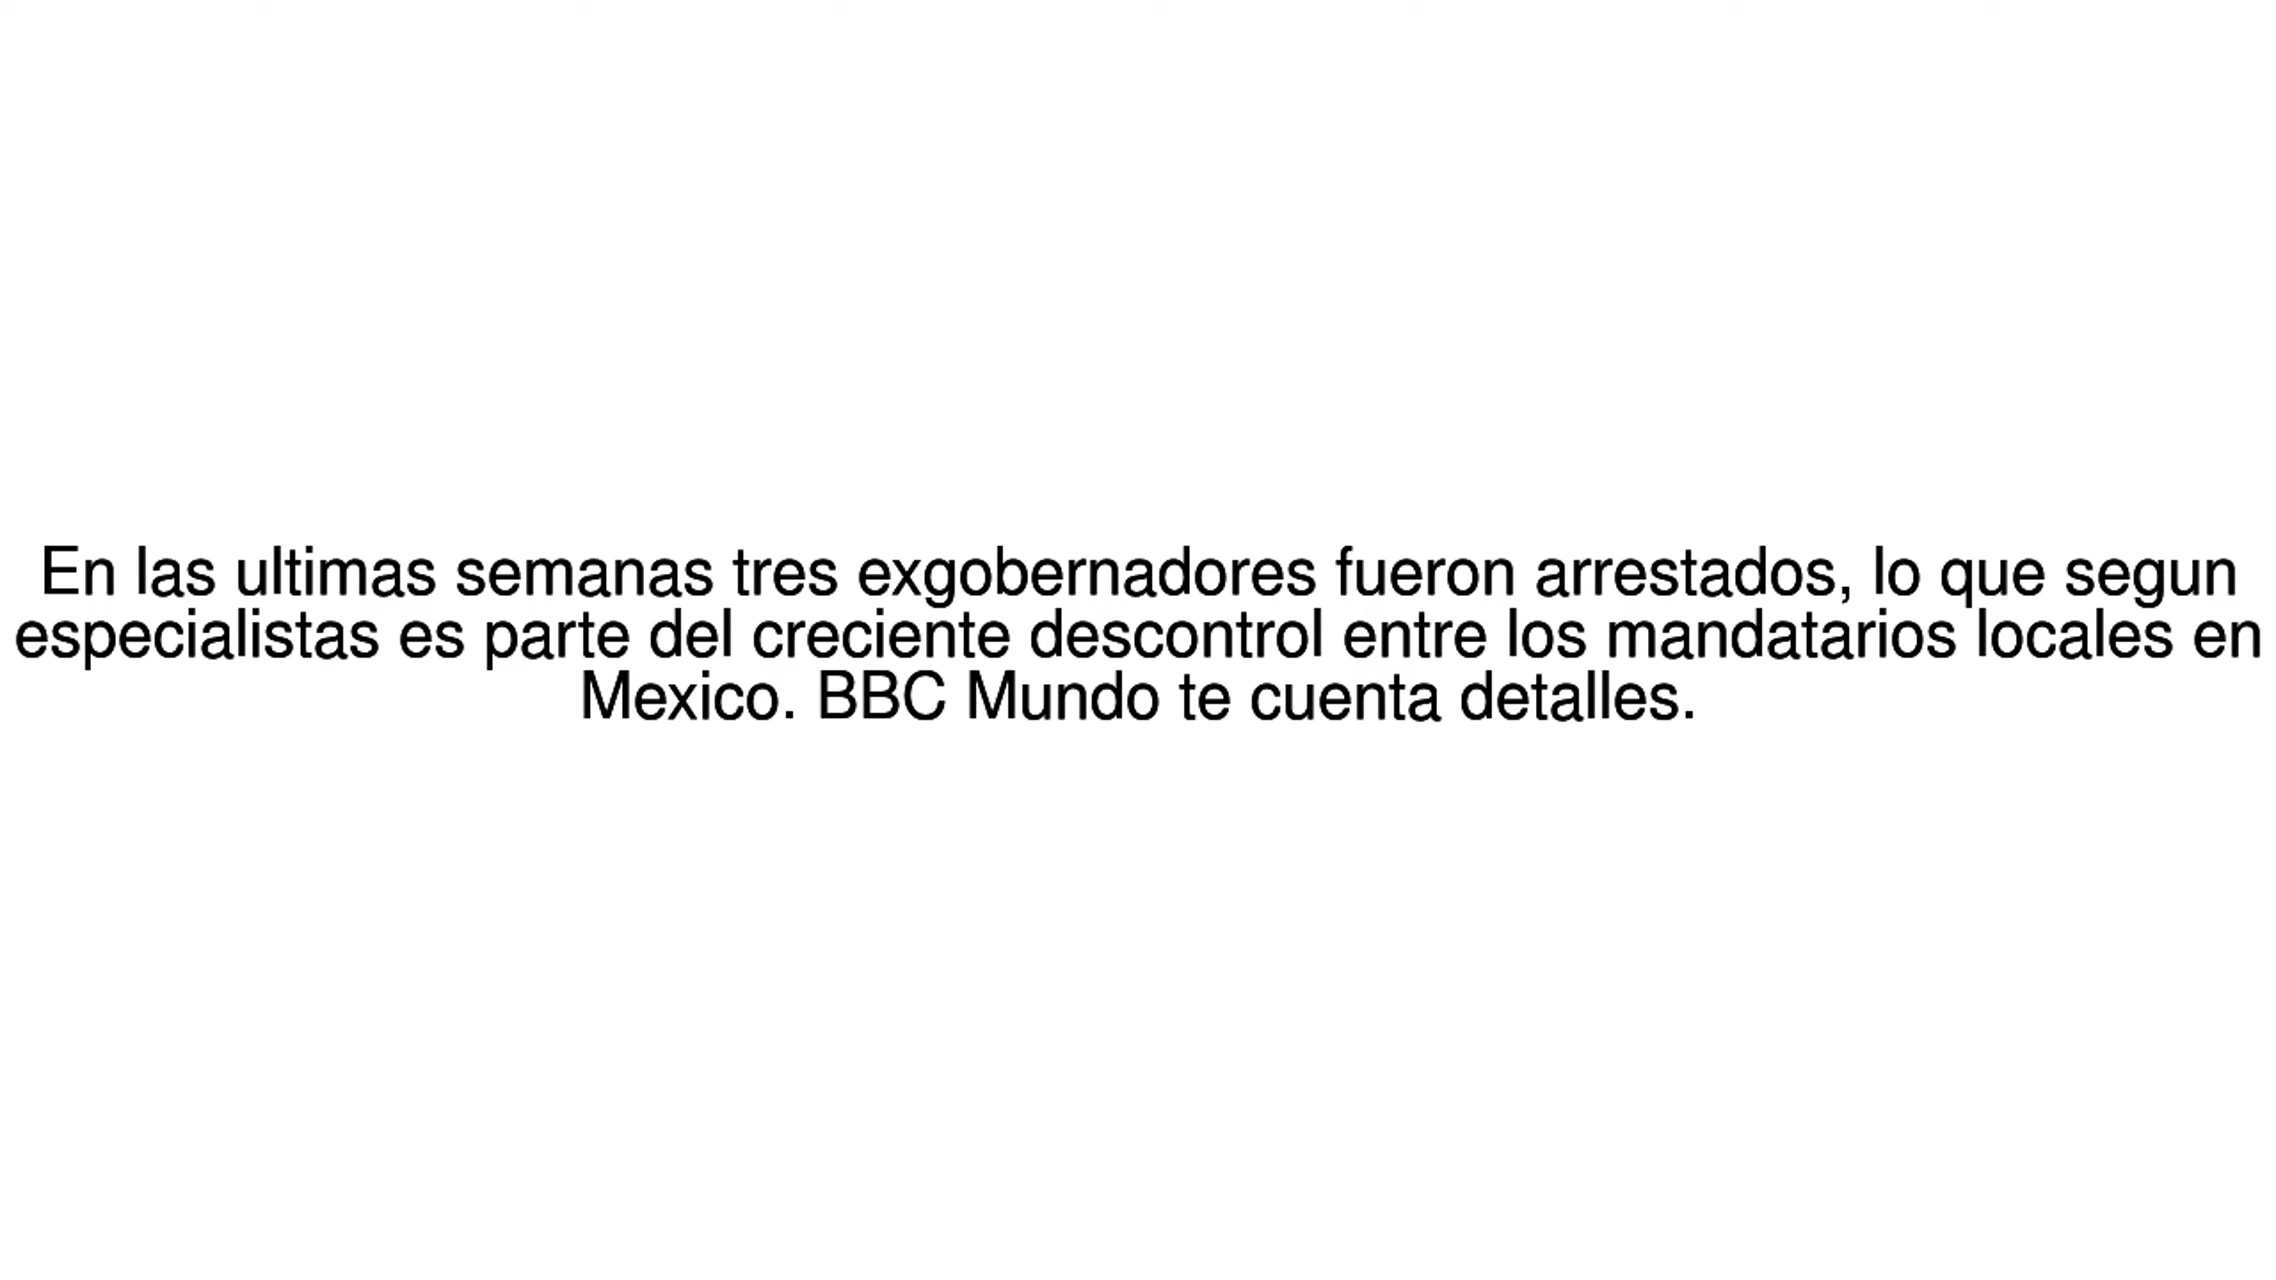 En las ultimas semanas tres exgobernadores fueron arrestados, lo que segun
especialistas es parte del creciente descontrol entre los mandatarios locales en
Mexico. BBC Mundo te cuenta detalles.